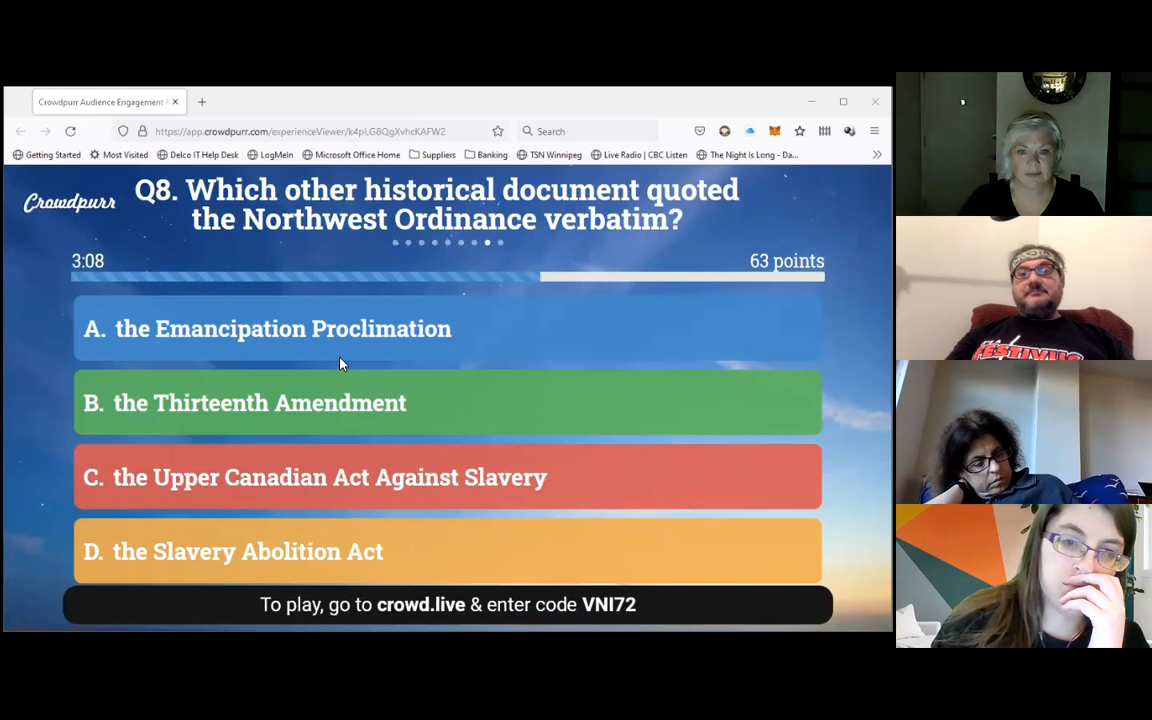 Crowdpurr Audience Engagement
https://app.crowdpurr.com/experienceViewer/k4pLG8QgXvhcKAFW2
Search
Getting Started Most Visited Delco IT Help Desk LogMeIn Microsoft Office Home Suppliers Banking TSN Winnipeg Live Radio | CBC Listen The Night Is Long - Da...
Crowdpurr
Q8. Which other historical document quoted
the Northwest Ordinance verbatim?
3:08
63 points
A. the Emancipation Proclimation
B. the Thirteenth Amendment
C. the Upper Canadian Act Against Slavery
D. the Slavery Abolition Act
To play, go to crowd.live & enter code VNI72
FESTIVUS